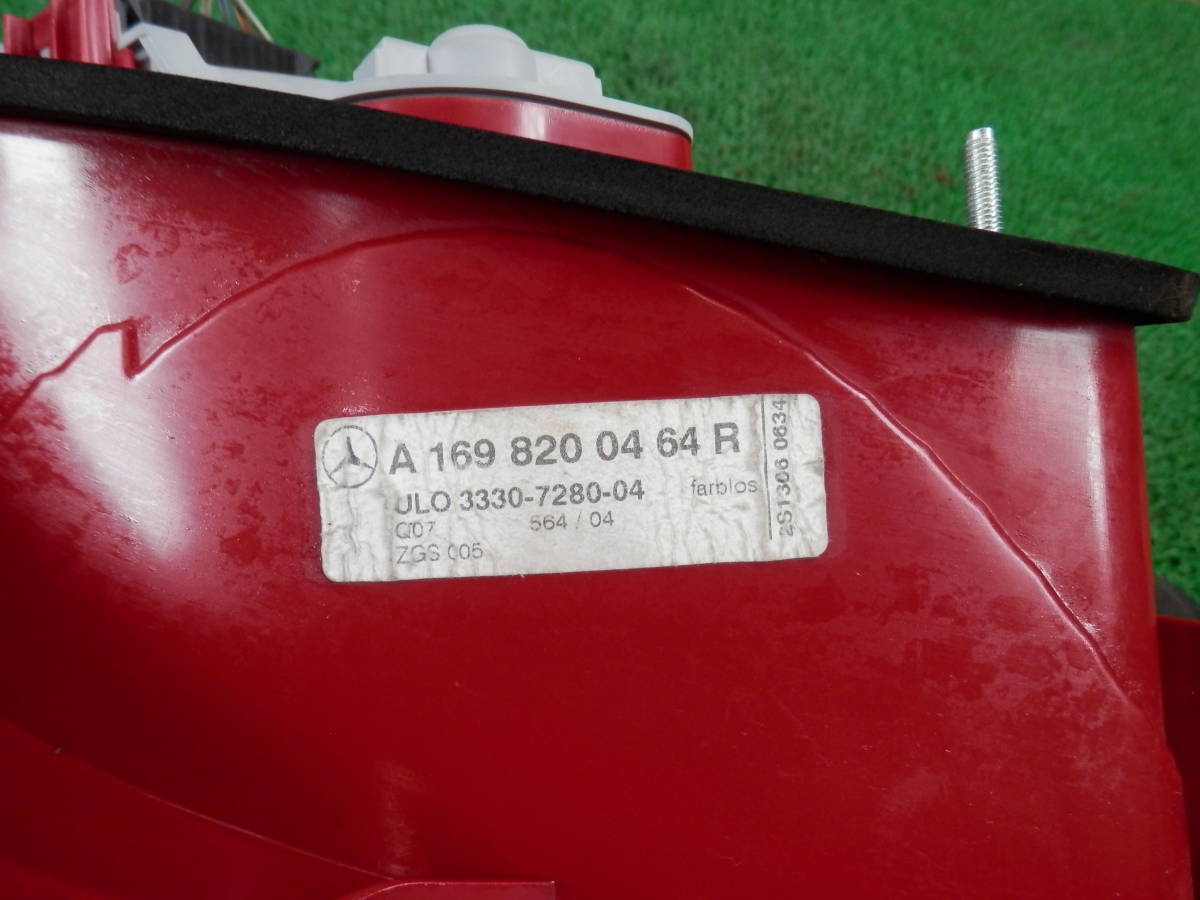 A 169 820 04 64 R
ULO 3330-7280-04 farblos
Q07 564 / 04
ZGS 005
2S1306 0634